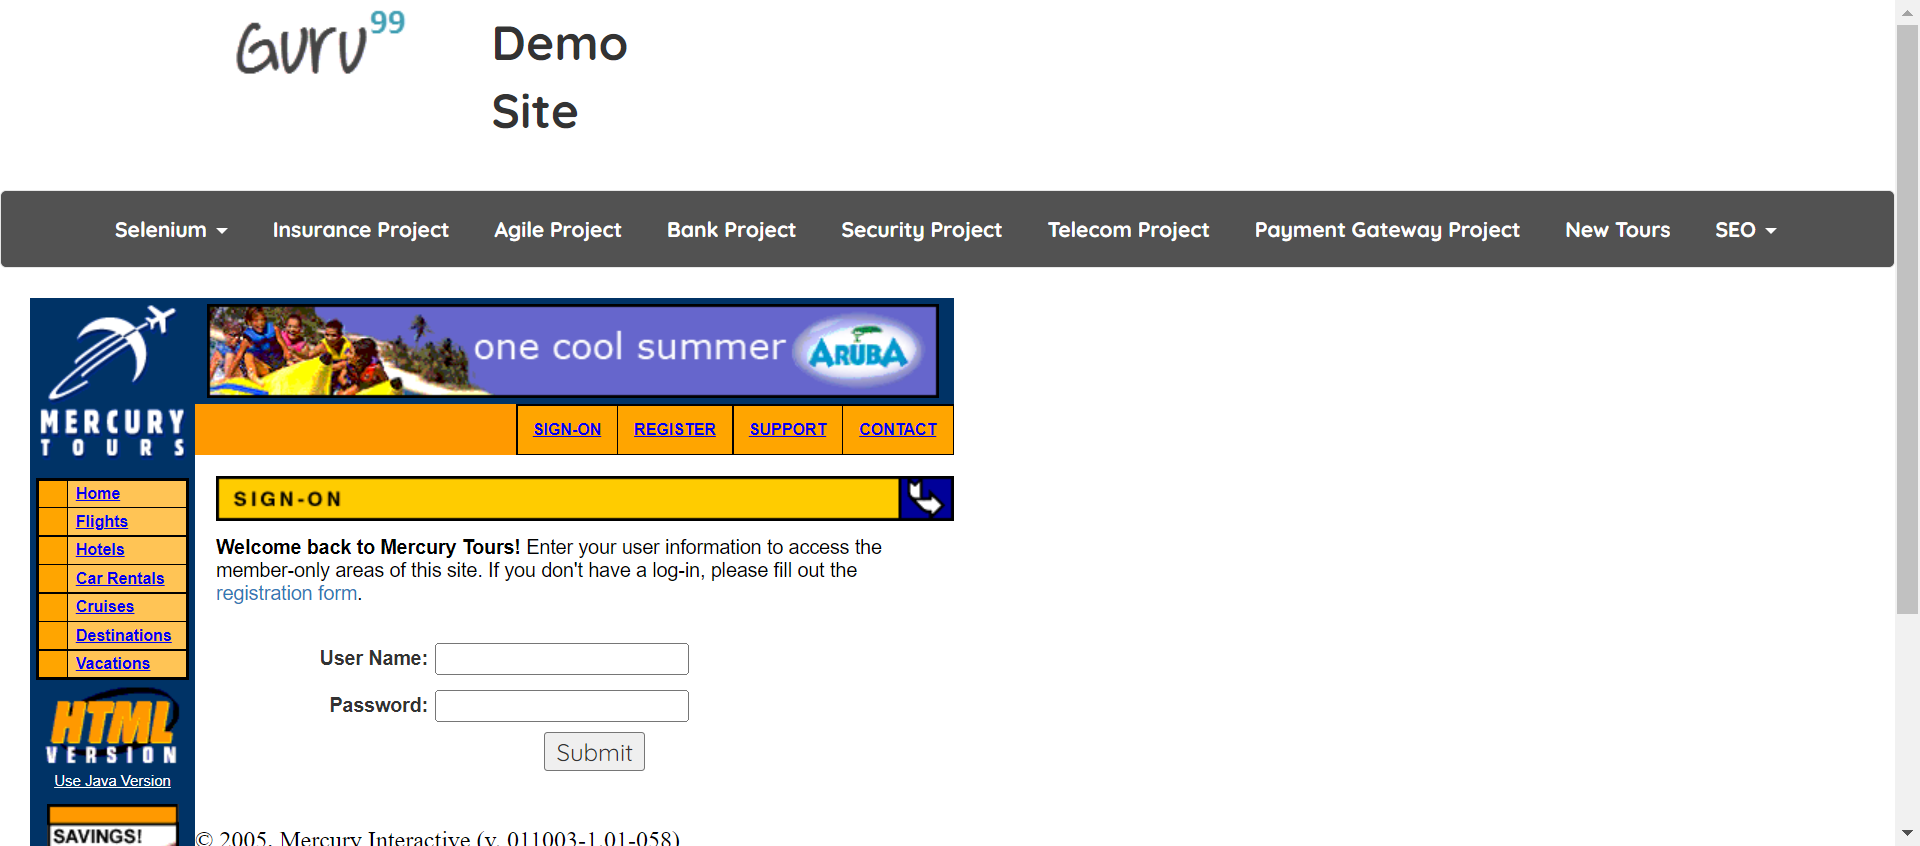 Guru99
Demo
Site
Selenium
Insurance Project
Agile Project
Bank Project
Security Project
Telecom Project
Payment Gateway Project
New Tours
SEO
one cool summer
ARUBA
MERCURY
TOURS
SIGN-ON
REGISTER
SUPPORT
CONTACT
Home
Flights
Hotels
Car Rentals
Cruises
Destinations
Vacations
HTML
VERSION
Use Java Version
SAVINGS!
SIGN-ON
Welcome back to Mercury Tours! Enter your user information to access the
member-only areas of this site. If you don't have a log-in, please fill out the
registration form.
User Name:
Password:
Submit
© 2005, Mercury Interactive (v. 011003-1.01-058)